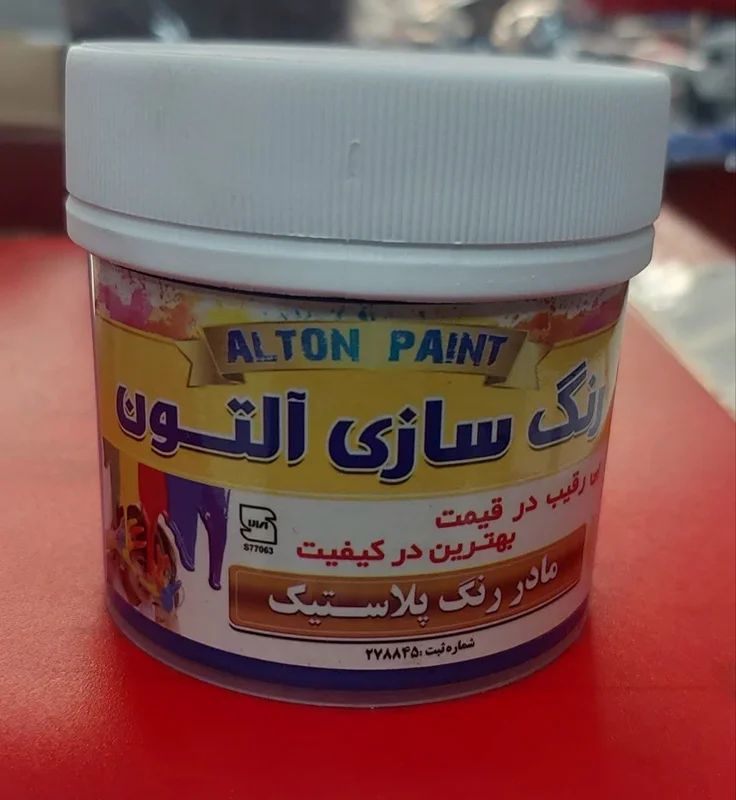 ALTON PAINT
رنگ سازی آلتون
بی رقیب در قیمت
بهترین در کیفیت
S77063
مادر رنگ پلاستیک
شماره ثبت :۲۷۸۸۴۵